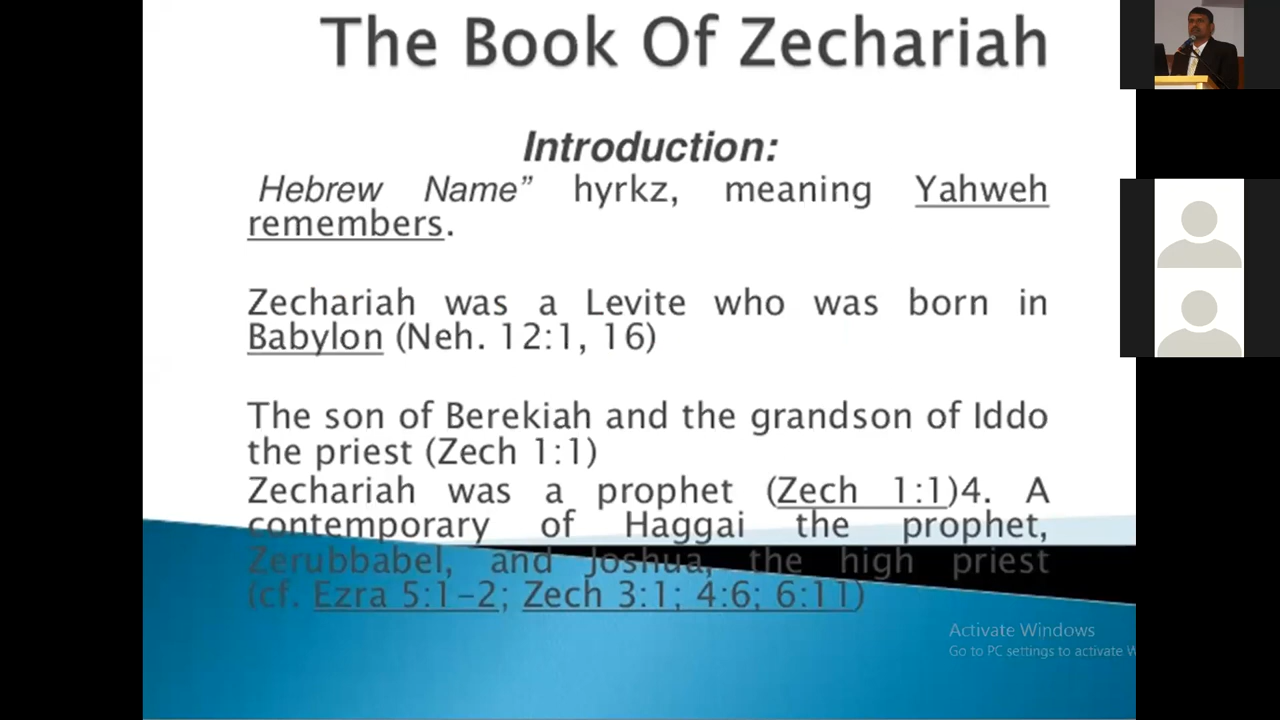 The Book Of Zechariah
Introduction:
Hebrew Name” hyrkz, meaning Yahweh
remembers.
Zechariah was a Levite who was born in
Babylon (Neh. 12:1, 16)
The son of Berekiah and the grandson of Iddo
the priest (Zech 1:1)
Zechariah was a prophet (Zech 1:1)4. A
contemporary of Haggai the prophet,
Zerubbabel, and Joshua, the high priest
(cf. Ezra 5:1-2; Zech 3:1; 4:6; 6:11)
Activate Windows
Go to PC settings to activate W